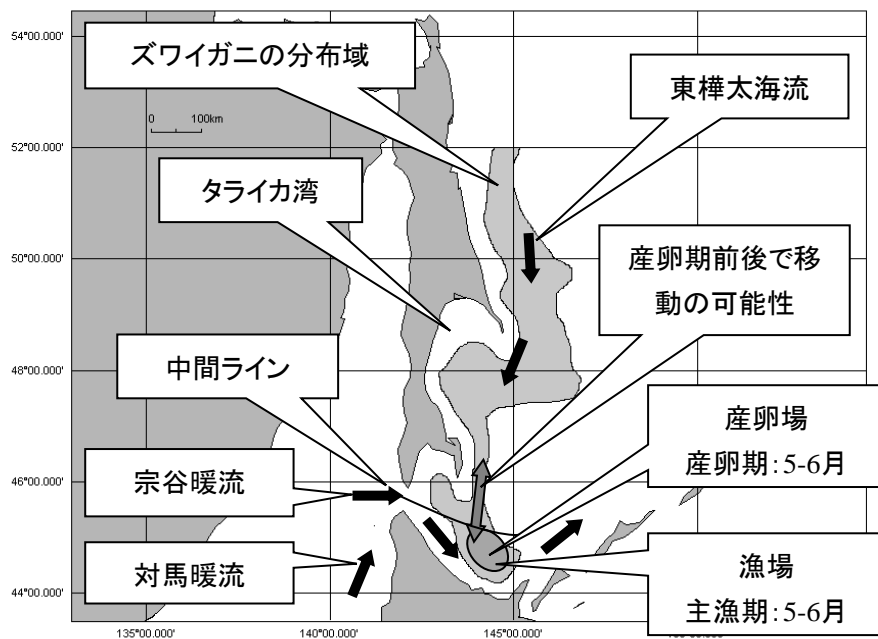 54°00.000'
ズワイガニの分布域
東樺太海流
0 100km
52°00.000'
タライカ湾
50°00.000'
産卵期前後で移
動の可能性
48°00.000'
中間ライン
産卵場
産卵期:5-6月
46°00.000'
宗谷暖流
対馬暖流
漁場
主漁期:5-6月
44°00.000'
135°00.000'
140°00.000'
145°00.000'